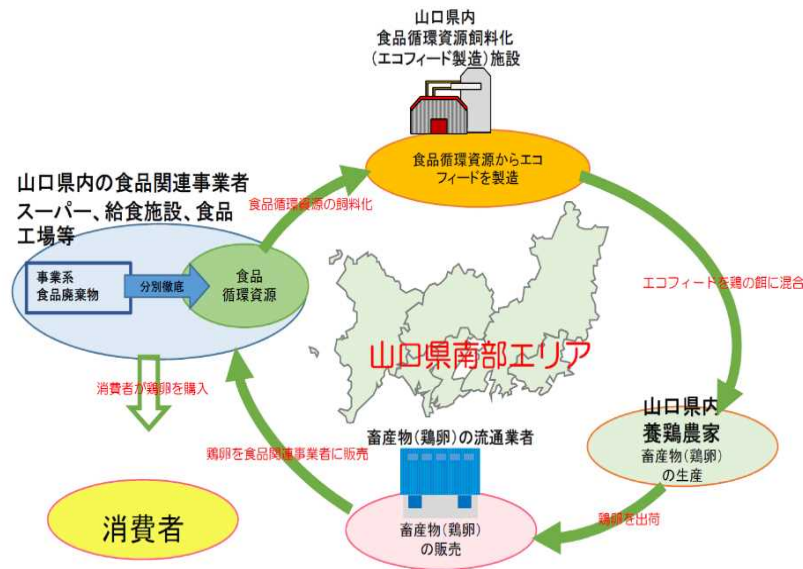 山口県内
食品循環資源飼料化
(エコフィード製造)施設
食品循環資源からエコ
フィードを製造
山口県内の食品関連事業者
スーパー、給食施設、食品
工場等
食品循環資源の飼料化
事業系
食品廃棄物
分別徹底
食品
循環資源
エコフィードを鶏の餌に混合
山口県南部エリア
消費者が鶏卵を購入
山口県内
養鶏農家
畜産物(鶏卵)
の生産
畜産物(鶏卵)の流通業者
鶏卵を食品関連事業者に販売
鶏卵を出荷
消費者
畜産物(鶏卵)
の販売